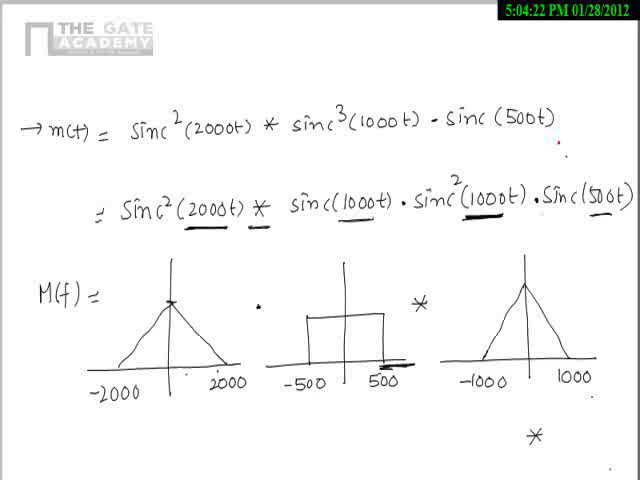 5:04:22 PM 01/28/2012
THE GATE
ACADEMY
→ m(t) = sinc²(2000t) * sinc³(1000t) · sinc(500t)
= sinc²(2000t) * sinc(1000t) · sinc²(1000t) · sinc(500t)
M(f) = · *
-2000 2000 -500 500 -1000 1000
*